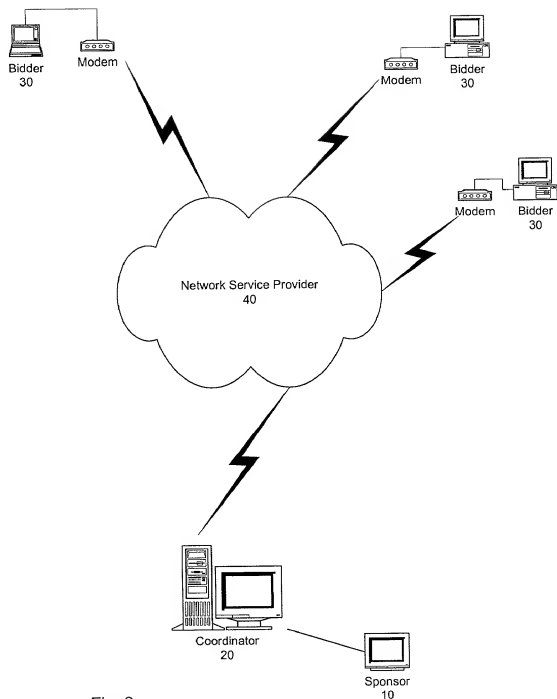 Bidder
30
Modem
Modem
Bidder
30
Modem
Bidder
30
Network Service Provider
40
Coordinator
20
Sponsor
10